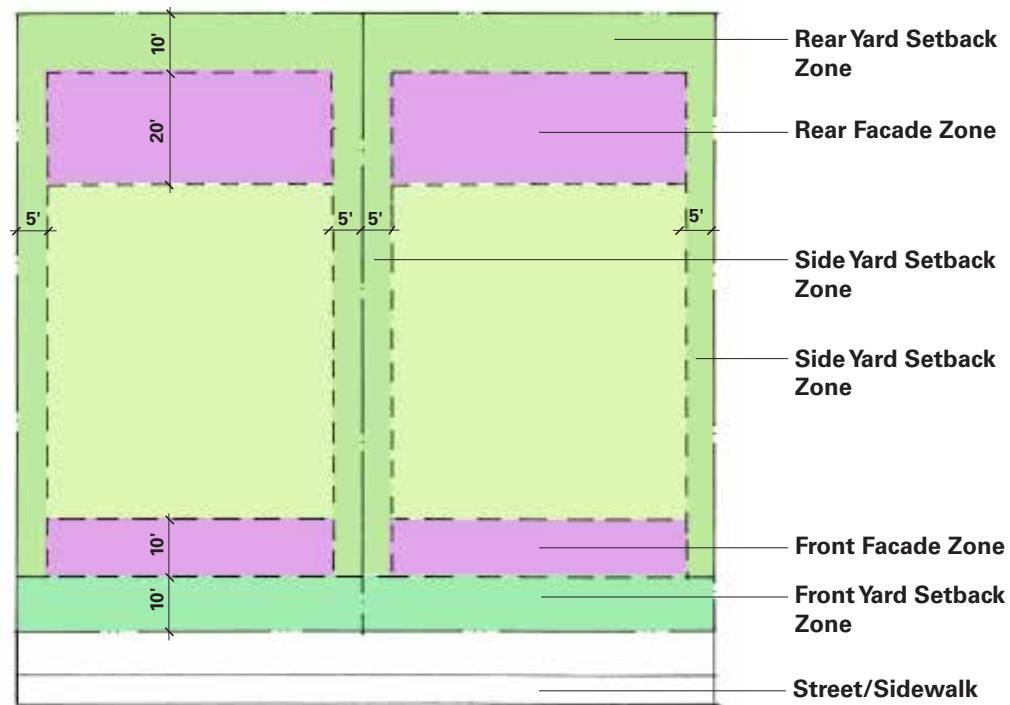 10'
Rear Yard Setback
Zone
20'
Rear Facade Zone
5'
5'
5'
5'
Side Yard Setback
Zone
Side Yard Setback
Zone
10'
Front Facade Zone
10'
Front Yard Setback
Zone
Street/Sidewalk